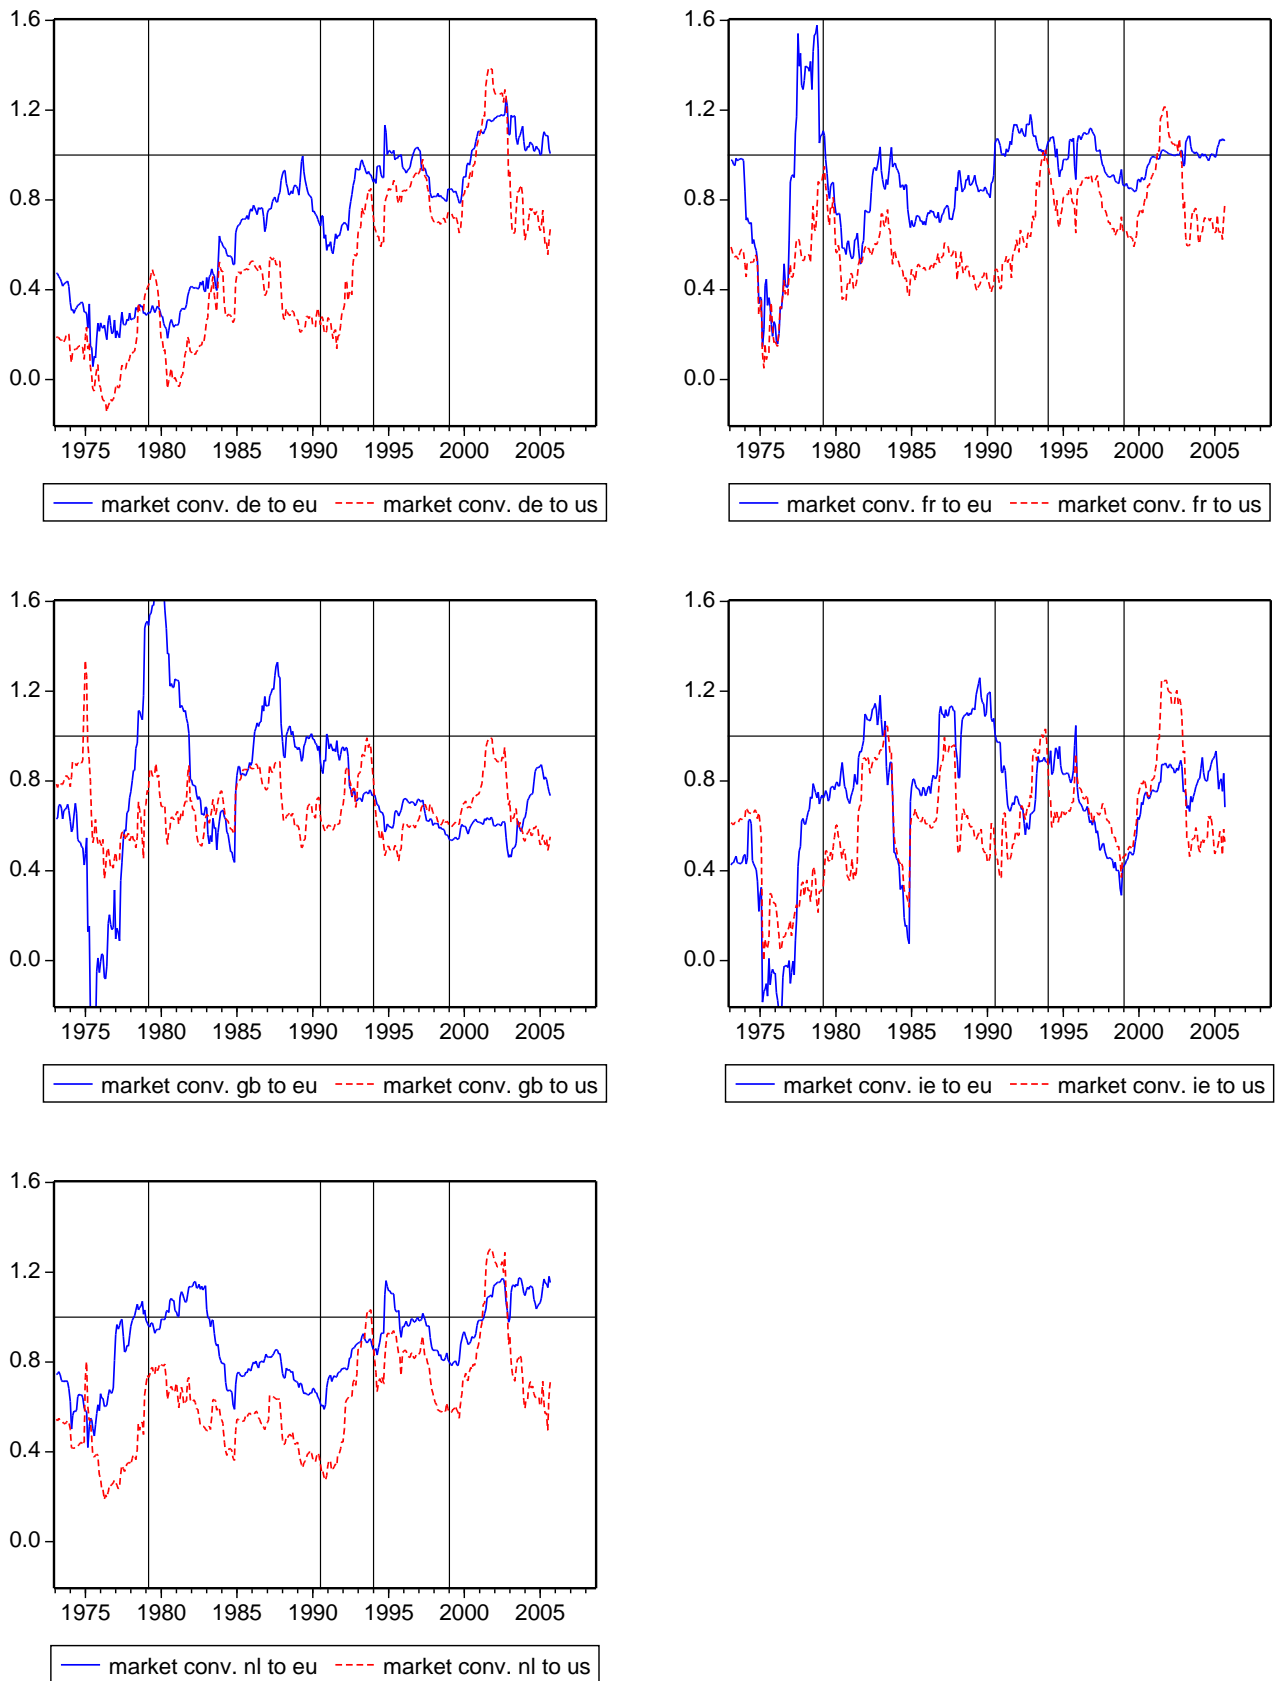 1.6
1.2
0.8
0.4
0.0
1975 1980 1985 1990 1995 2000 2005
market conv. de to eu market conv. de to us
1.6
1.2
0.8
0.4
0.0
1975 1980 1985 1990 1995 2000 2005
market conv. fr to eu market conv. fr to us
1.6
1.2
0.8
0.4
0.0
1975 1980 1985 1990 1995 2000 2005
market conv. gb to eu market conv. gb to us
1.6
1.2
0.8
0.4
0.0
1975 1980 1985 1990 1995 2000 2005
market conv. ie to eu market conv. ie to us
1.6
1.2
0.8
0.4
0.0
1975 1980 1985 1990 1995 2000 2005
market conv. nl to eu market conv. nl to us